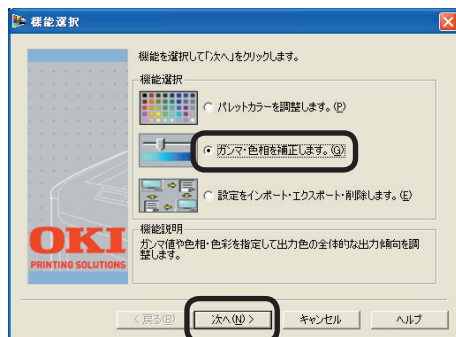 機能選択
機能を選択して「次へ」をクリックします。
機能選択
パレットカラーを調整します。(P)
ガンマ・色相を補正します。(G)
設定をインポート・エクスポート・削除します。(E)
機能説明
ガンマ値や色相・色彩を指定して出力色の全体的な出力傾向を調
整します。
OKI
PRINTING SOLUTIONS
< 戻る(B)
次へ(N) >
キャンセル
ヘルプ